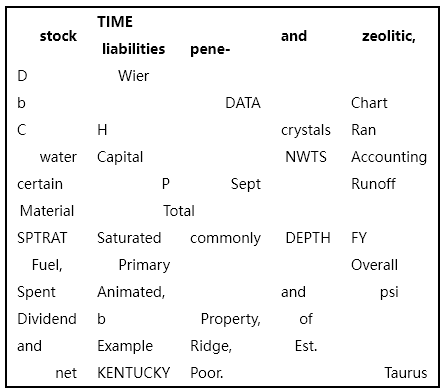 stock TIME liabilities pene- and zeolitic,
D Wier
b DATA Chart
C H crystals Ran
water Capital NWTS Accounting
certain P Sept Runoff
Material Total
SPTRAT Saturated commonly DEPTH FY
Fuel, Primary Overall
Spent Animated, and psi
Dividend b Property, of
and Example Ridge, Est.
net KENTUCKY Poor. Taurus